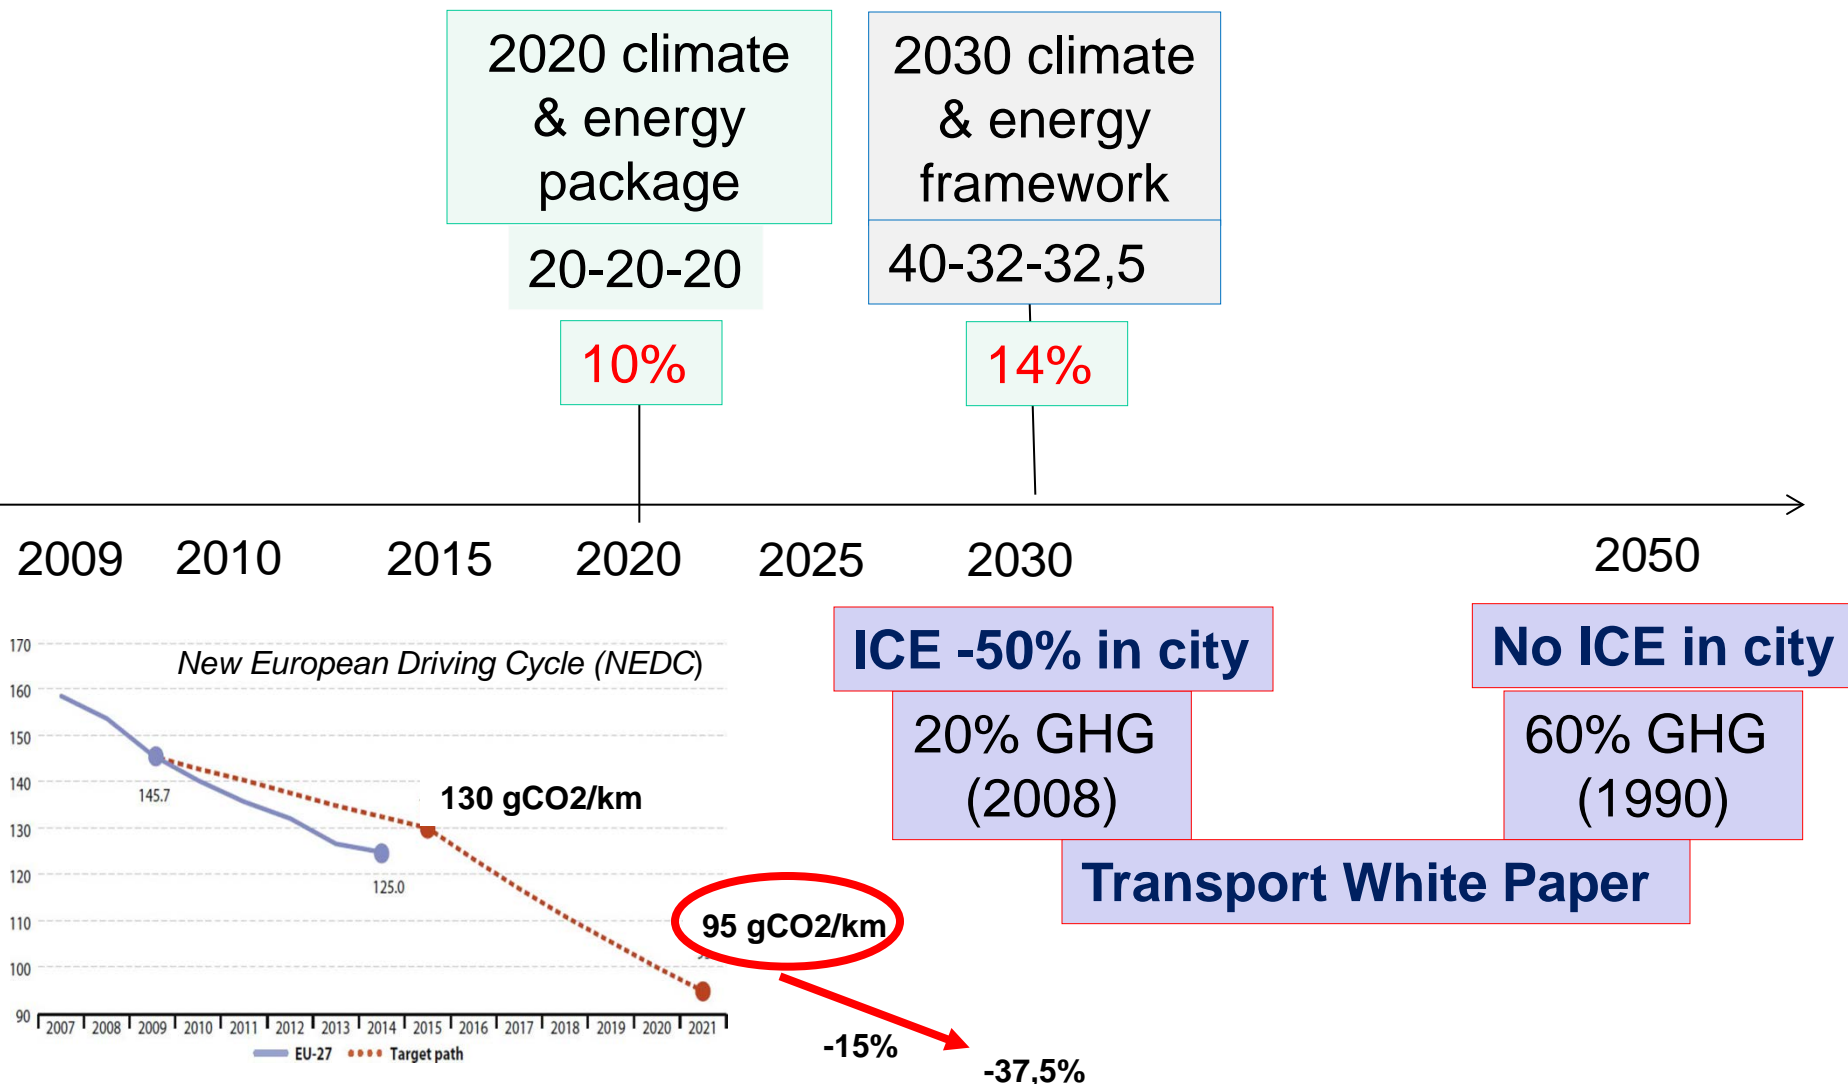 2020 climate
& energy
package
20-20-20
10%
2030 climate
& energy
framework
40-32-32,5
14%
2009 2010 2015 2020 2025 2030 2050
New European Driving Cycle (NEDC)
170
160
150
140
130
120
110
100
90
145.7
125.0
130 gCO2/km
95 gCO2/km
2007 2008 2009 2010 2011 2012 2013 2014 2015 2016 2017 2018 2019 2020 2021
EU-27 Target path
-15%
-37,5%
ICE -50% in city
20% GHG
(2008)
No ICE in city
60% GHG
(1990)
Transport White Paper